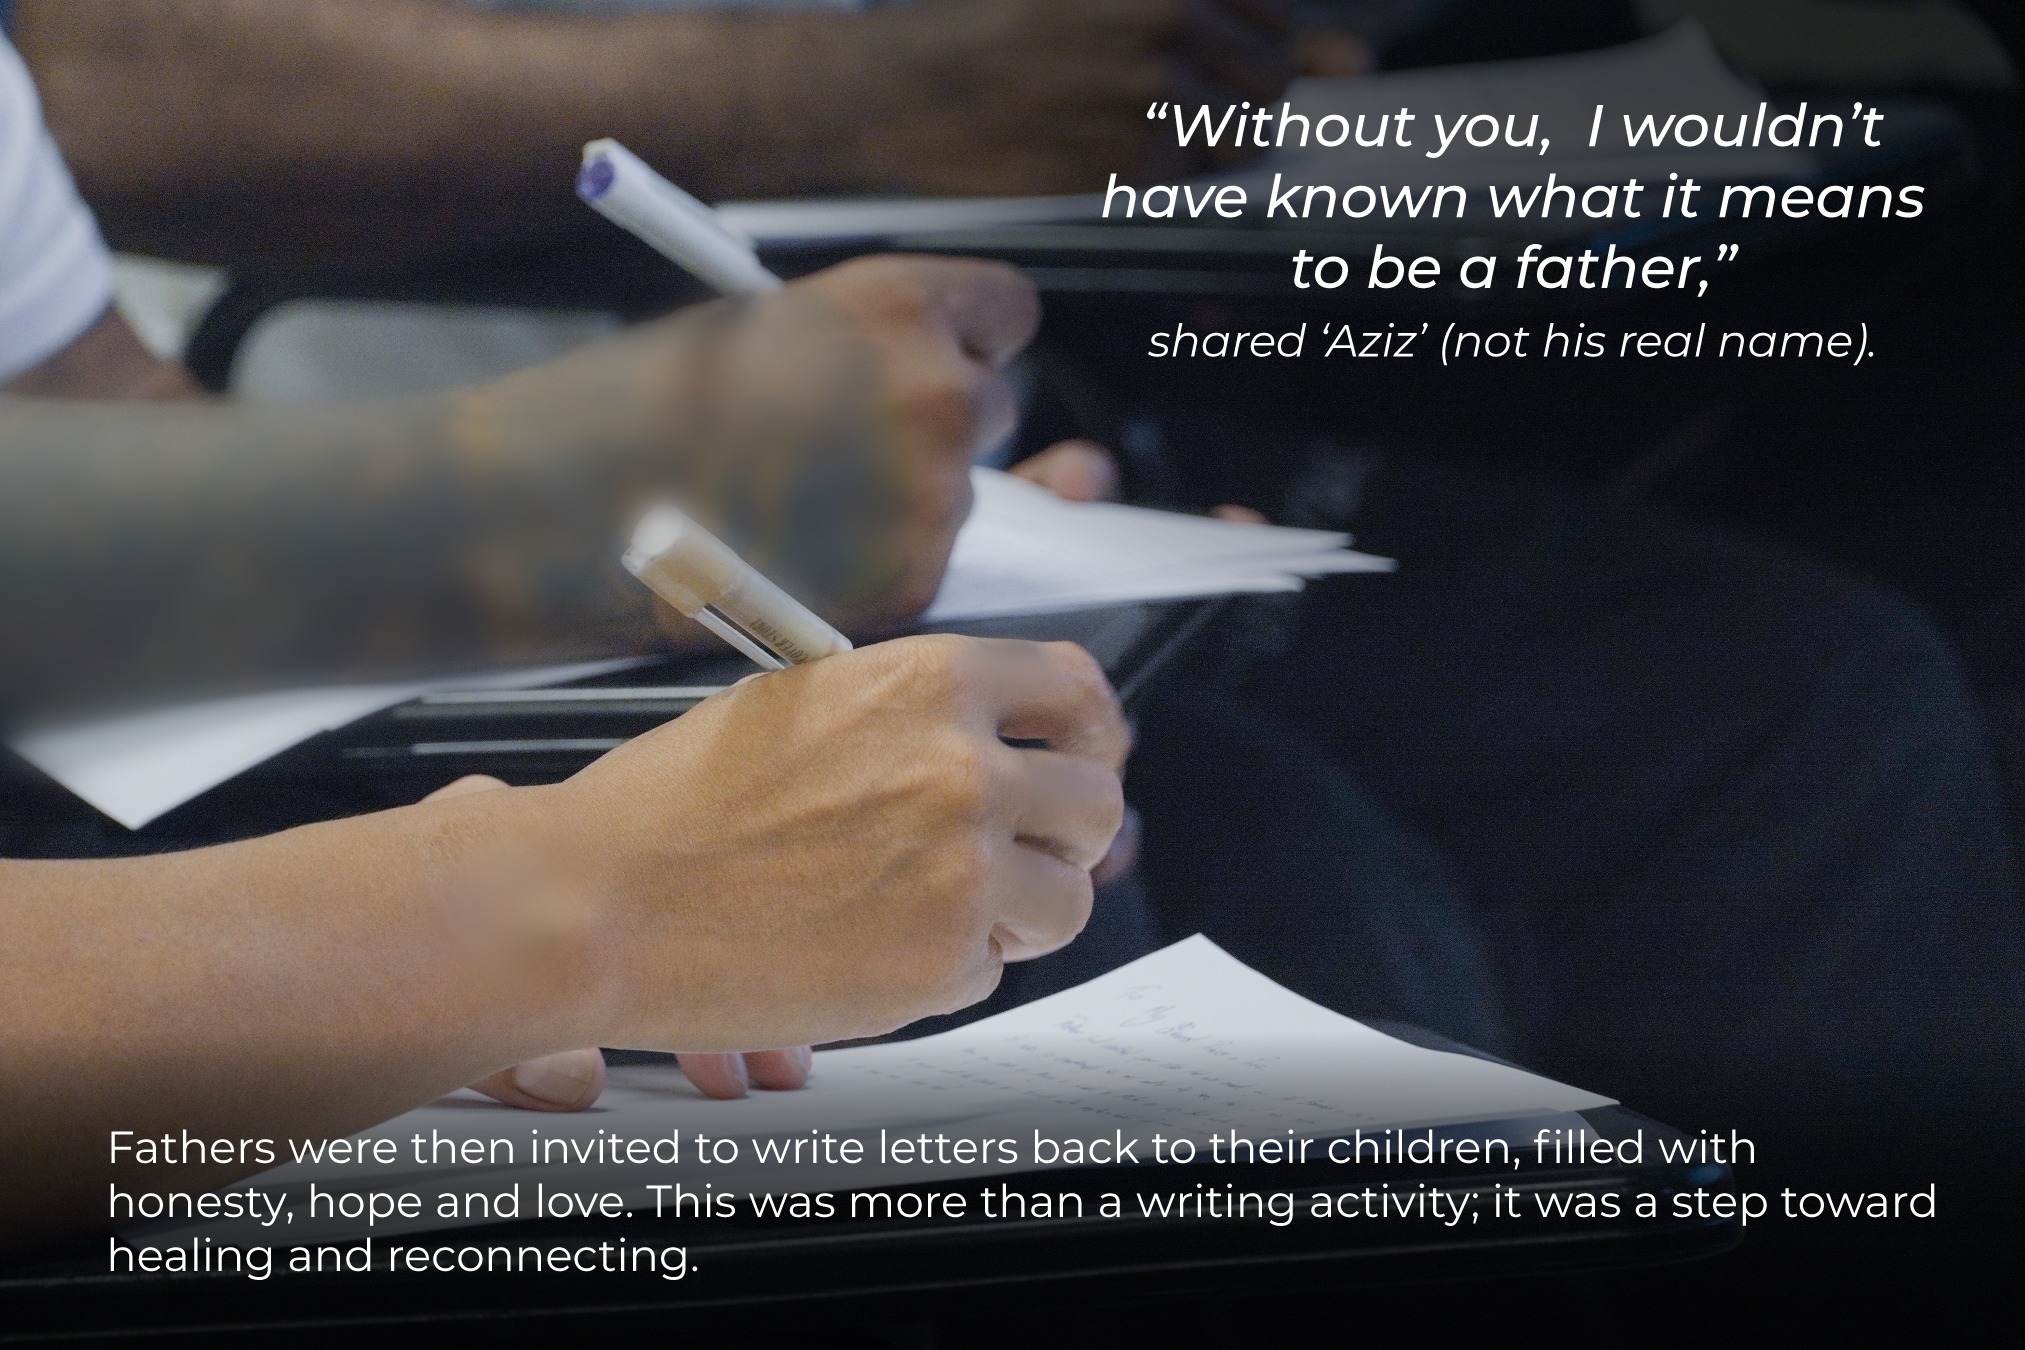 “Without you,  I wouldn’t
have known what it means
to be a father,”
shared ‘Aziz’ (not his real name).
To My
Fathers were then invited to write letters back to their children, filled with
honesty, hope and love. This was more than a writing activity; it was a step toward
healing and reconnecting.